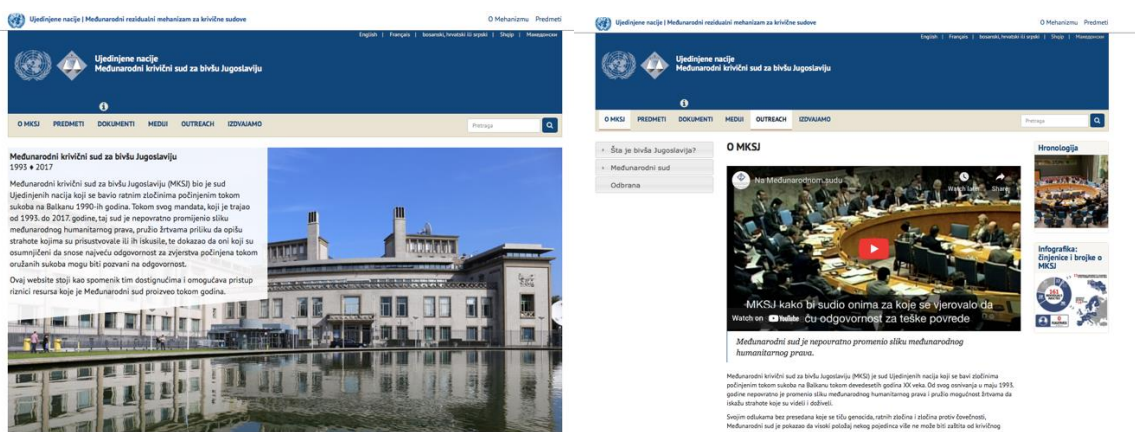 Ujedinjene nacije | Međunarodni rezidualni mehanizam za krivične sudove
O Mehanizmu Predmeti
English | Français | bosanski, hrvatski ili srpski | Shqip | Македонски
Ujedinjene nacije
Međunarodni krivični sud za bivšu Jugoslaviju
O MKSJ PREDMETI DOKUMENTI MEDIJI OUTREACH IZDVAJAMO
Pretraga
Međunarodni krivični sud za bivšu Jugoslaviju
1993 ♦ 2017
Međunarodni krivični sud za bivšu Jugoslaviju (MKSJ) bio je sud
Ujedinjenih nacija koji se bavio ratnim zločinima počinjenim tokom
sukoba na Balkanu 1990-ih godina. Tokom svog mandata, koji je trajao
od 1993. do 2017. godine, taj sud je nepovratno promijenio sliku
međunarodnog humanitarnog prava, pružio žrtvama priliku da opišu
strahote kojima su prisustvovale ili ih iskusile, te dokazao da oni koji su
osumnjičeni da snose najveću odgovornost za zvjerstva počinjena tokom
oružanih sukoba mogu biti pozvani na odgovornost.
Ovaj website stoji kao spomenik tim dostignućima i omogućava pristup
riznici resursa koje je Međunarodni sud proizveo tokom godina.
Ujedinjene nacije | Međunarodni rezidualni mehanizam za krivične sudove
O Mehanizmu Predmeti
English | Français | bosanski, hrvatski ili srpski | Shqip | Македонски
Ujedinjene nacije
Međunarodni krivični sud za bivšu Jugoslaviju
O MKSJ PREDMETI DOKUMENTI MEDIJI OUTREACH IZDVAJAMO
Pretraga
Šta je bivša Jugoslavija?
Međunarodni sud
Odbrana
O MKSJ
Na Međunarodnom sudu
Watch later Share
MKSJ kako bi sudio onima za koje se vjerovalo da
Watch on YouTube ću odgovornost za teške povrede
Međunarodni sud je nepovratno promenio sliku međunarodnog
humanitarnog prava.
Međunarodni krivični sud za bivšu Jugoslaviju (MKSJ) je sud Ujedinjenih nacija koji se bavi zločinima
počinjenim tokom sukoba na Balkanu tokom devedesetih godina XX veka. Od svog osnivanja u maju 1993.
godine nepovratno je promenio sliku međunarodnog humanitarnog prava i pružio mogućnost žrtvama da
iskažu strahote koje su videli i doživeli.
Svojim odlukama bez presedana koje se tiču genocida, ratnih zločina i zločina protiv čovečnosti,
Međunarodni sud je pokazao da visoki položaj nekog pojedinca više ne može biti zaštita od krivičnog
Hronologija
Infografika:
činjenice i brojke o
MKSJ
161